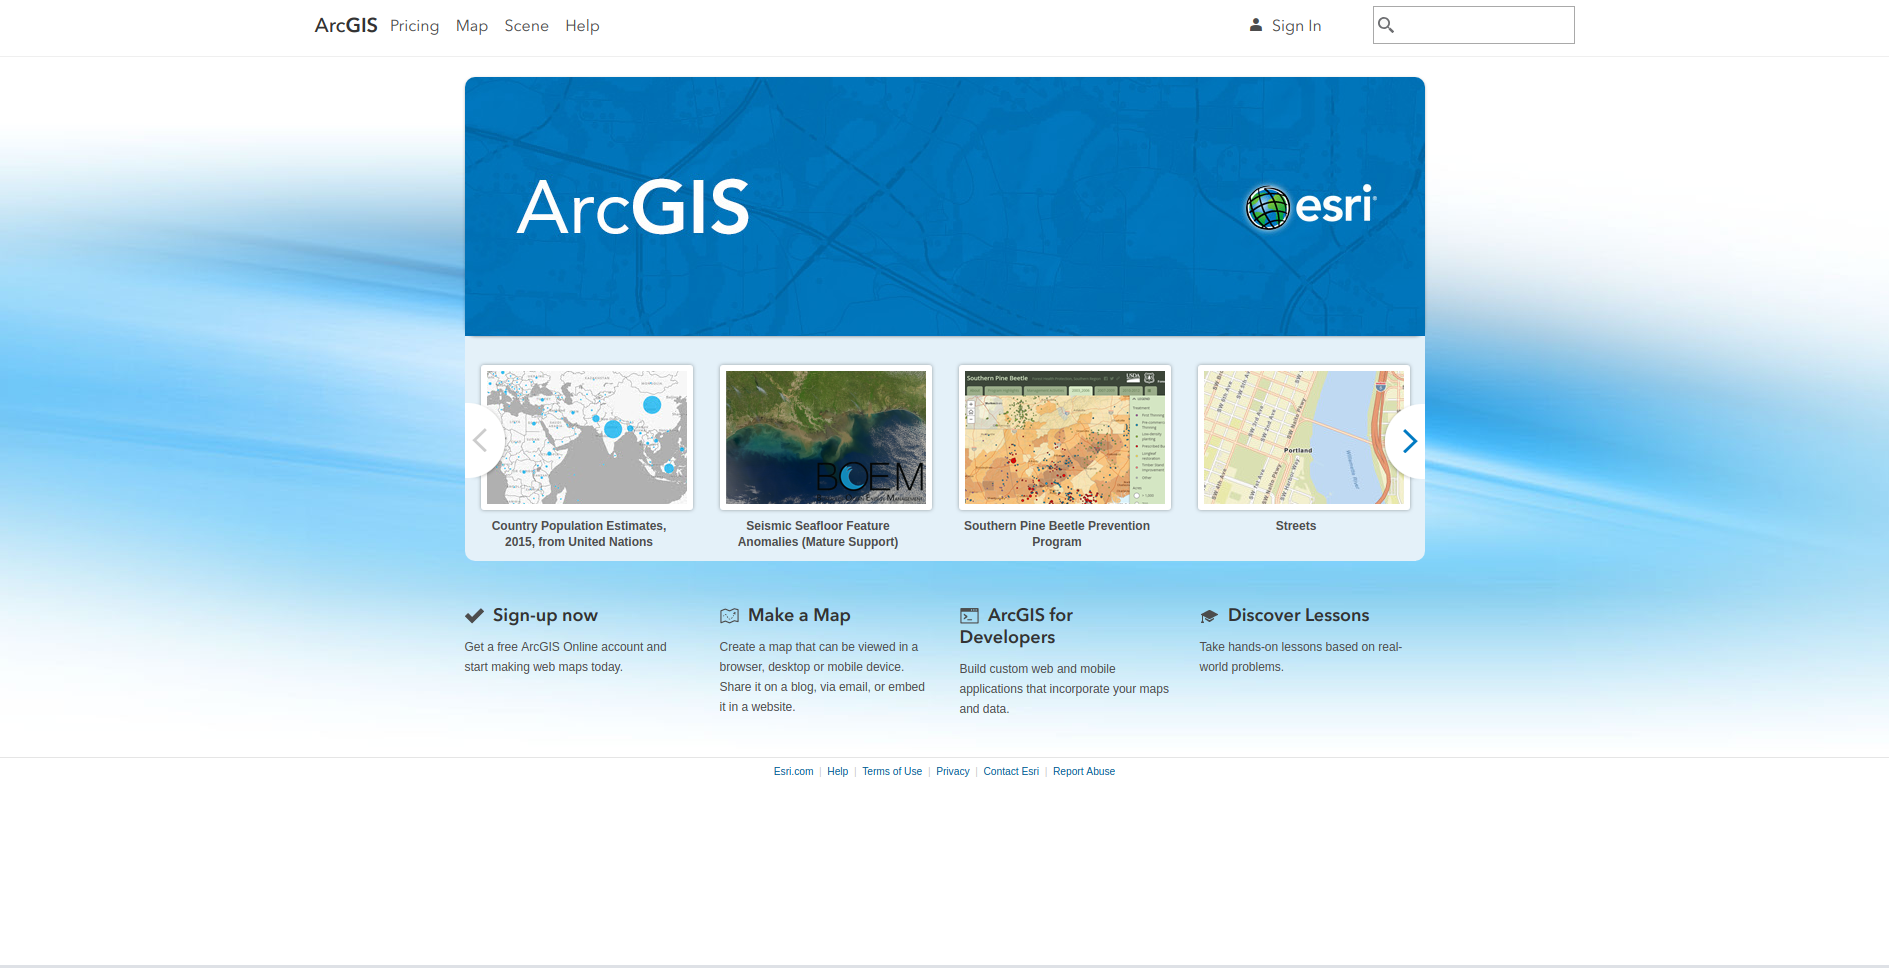 ArcGIS Pricing Map Scene Help Sign In
ArcGIS
esri
BOEM
Southern Pine Beetle
USDA
Portland
Country Population Estimates,
2015, from United Nations
Seismic Seafloor Feature
Anomalies (Mature Support)
Southern Pine Beetle Prevention
Program
Streets
Sign-up now
Get a free ArcGIS Online account and
start making web maps today.
Make a Map
Create a map that can be viewed in a
browser, desktop or mobile device.
Share it on a blog, via email, or embed
it in a website.
ArcGIS for
Developers
Build custom web and mobile
applications that incorporate your maps
and data.
Discover Lessons
Take hands-on lessons based on real-
world problems.
Esri.com | Help | Terms of Use | Privacy | Contact Esri | Report Abuse